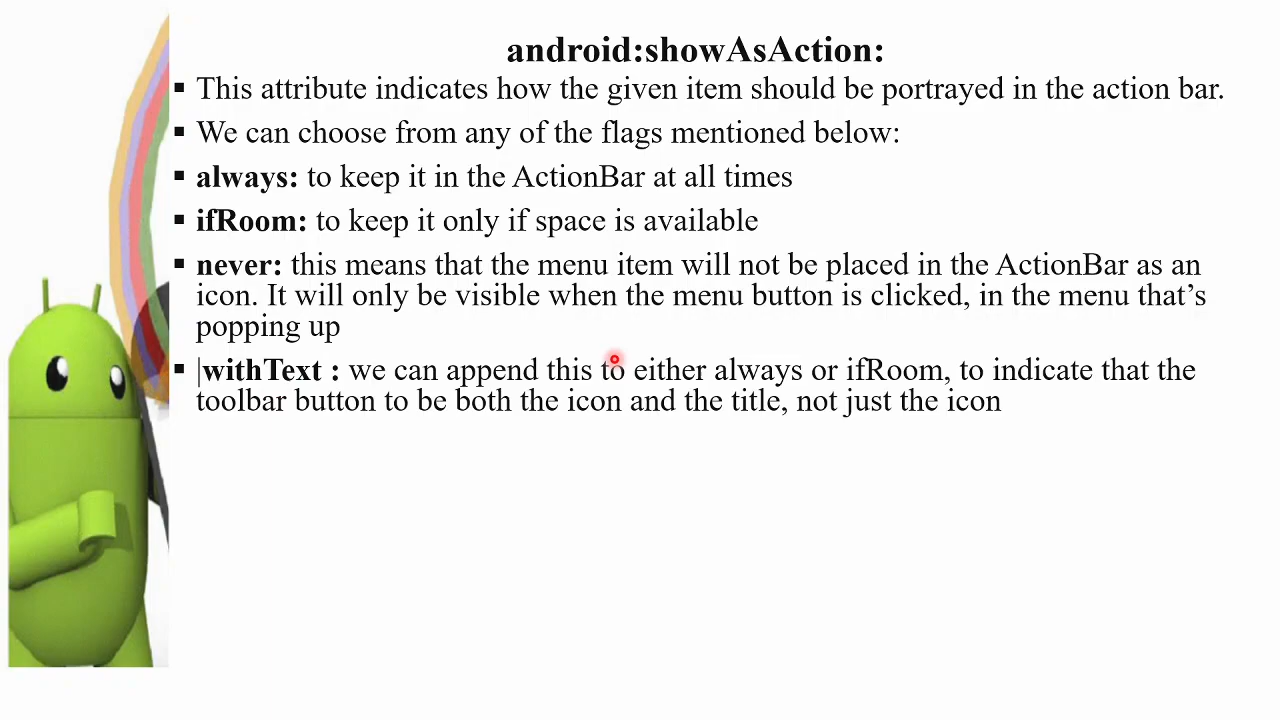 android:showAsAction:
▪ This attribute indicates how the given item should be portrayed in the action bar.
▪ We can choose from any of the flags mentioned below:
▪ always: to keep it in the ActionBar at all times
▪ ifRoom: to keep it only if space is available
▪ never: this means that the menu item will not be placed in the ActionBar as an
icon. It will only be visible when the menu button is clicked, in the menu that’s
popping up
▪ |withText : we can append this to either always or ifRoom, to indicate that the
toolbar button to be both the icon and the title, not just the icon